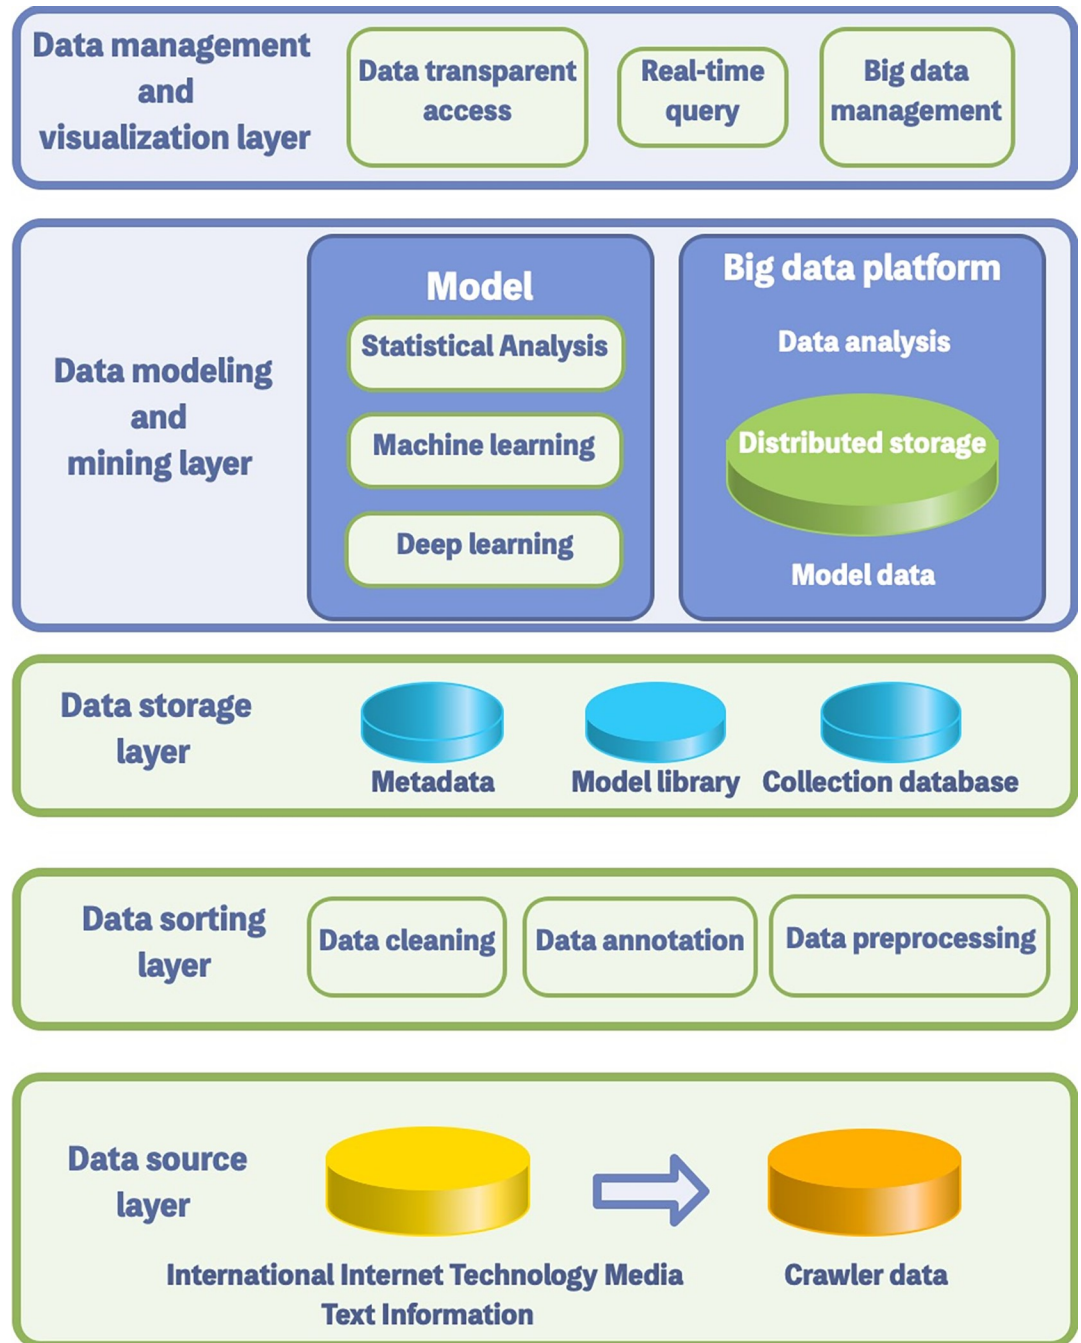 Data management
and
visualization layer
Data transparent
access
Real-time
query
Big data
management
Data modeling
and
mining layer
Model
Statistical Analysis
Machine learning
Deep learning
Big data platform
Data analysis
Distributed storage
Model data
Data storage
layer
Metadata
Model library
Collection database
Data sorting
layer
Data cleaning
Data annotation
Data preprocessing
Data source
layer
International Internet Technology Media
Text Information
Crawler data